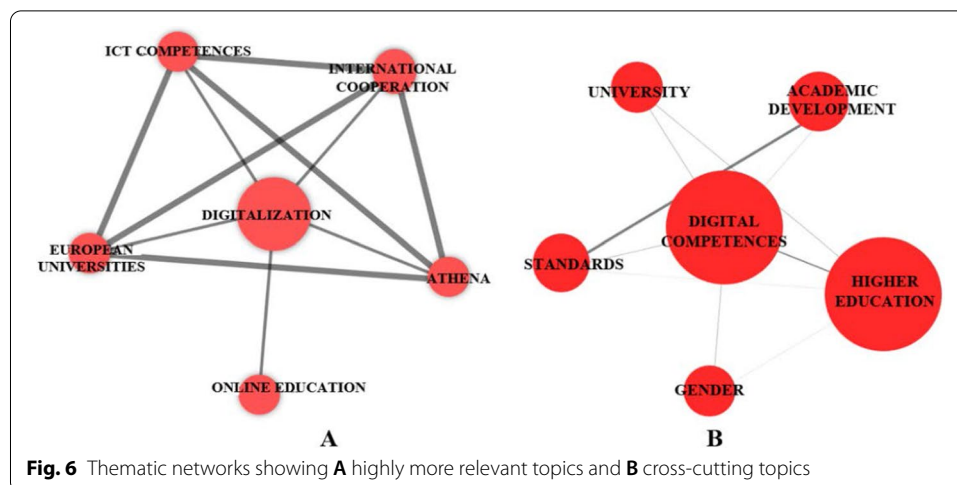 ICT COMPETENCES
INTERNATIONAL
COOPERATION
DIGITALIZATION
EUROPEAN
UNIVERSITIES
ATHENA
ONLINE EDUCATION
A
UNIVERSITY
ACADEMIC
DEVELOPMENT
DIGITAL
COMPETENCES
STANDARDS
HIGHER
EDUCATION
GENDER
B
Fig. 6 Thematic networks showing A highly more relevant topics and B cross-cutting topics